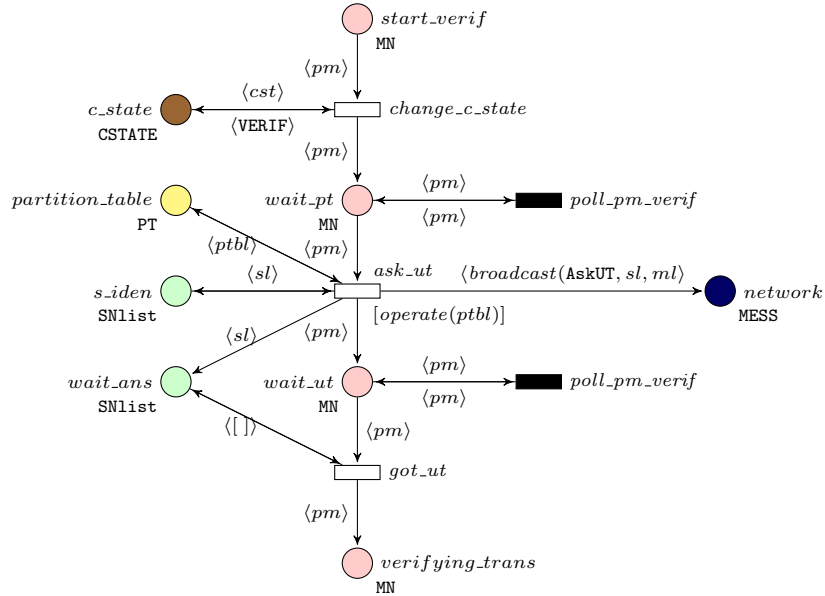 start_verif
MN
⟨pm⟩
⟨cst⟩
c_state
change_c_state
CSTATE
⟨VERIF⟩
⟨pm⟩
partition_table
PT
wait_pt
MN
⟨pm⟩
⟨pm⟩
poll_pm_verif
⟨ptbl⟩
⟨pm⟩
ask_ut
⟨broadcast(AskUT, sl, ml⟩
⟨sl⟩
s_iden
SNlist
network
MESS
[operate(ptbl)]
⟨sl⟩
⟨pm⟩
wait_ans
SNlist
wait_ut
MN
⟨pm⟩
⟨pm⟩
poll_pm_verif
⟨[ ]⟩
⟨pm⟩
got_ut
⟨pm⟩
verifying_trans
MN